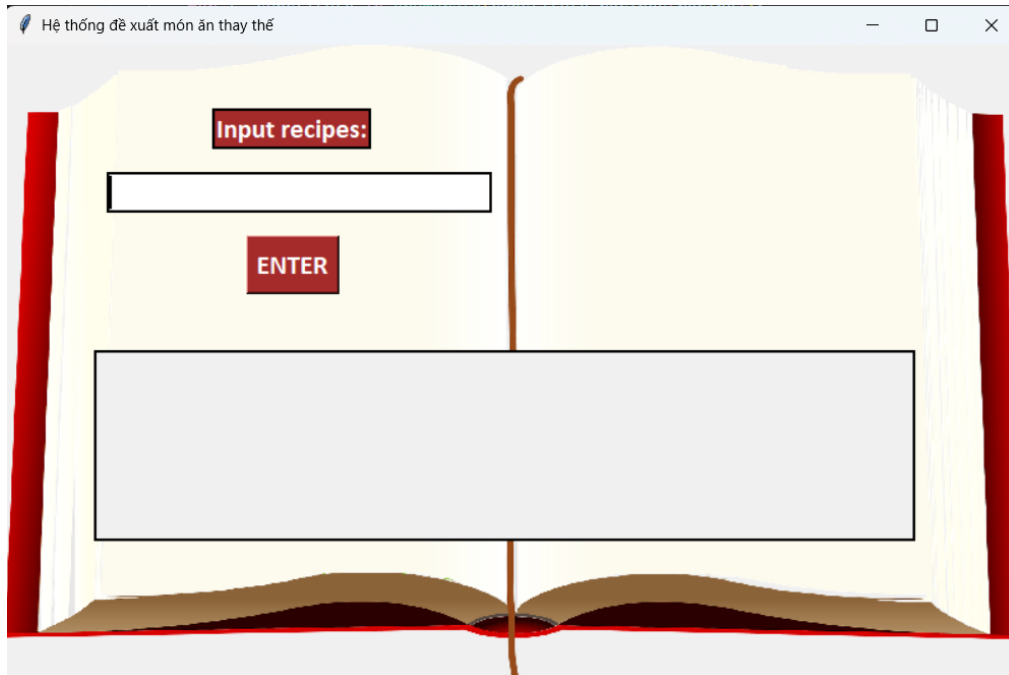 Hệ thống đề xuất món ăn thay thế
Input recipes:
ENTER